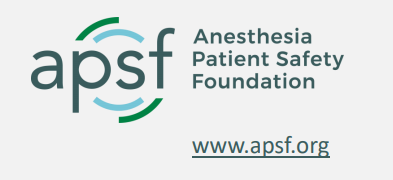 apsf
Anesthesia
Patient Safety
Foundation
www.apsf.org